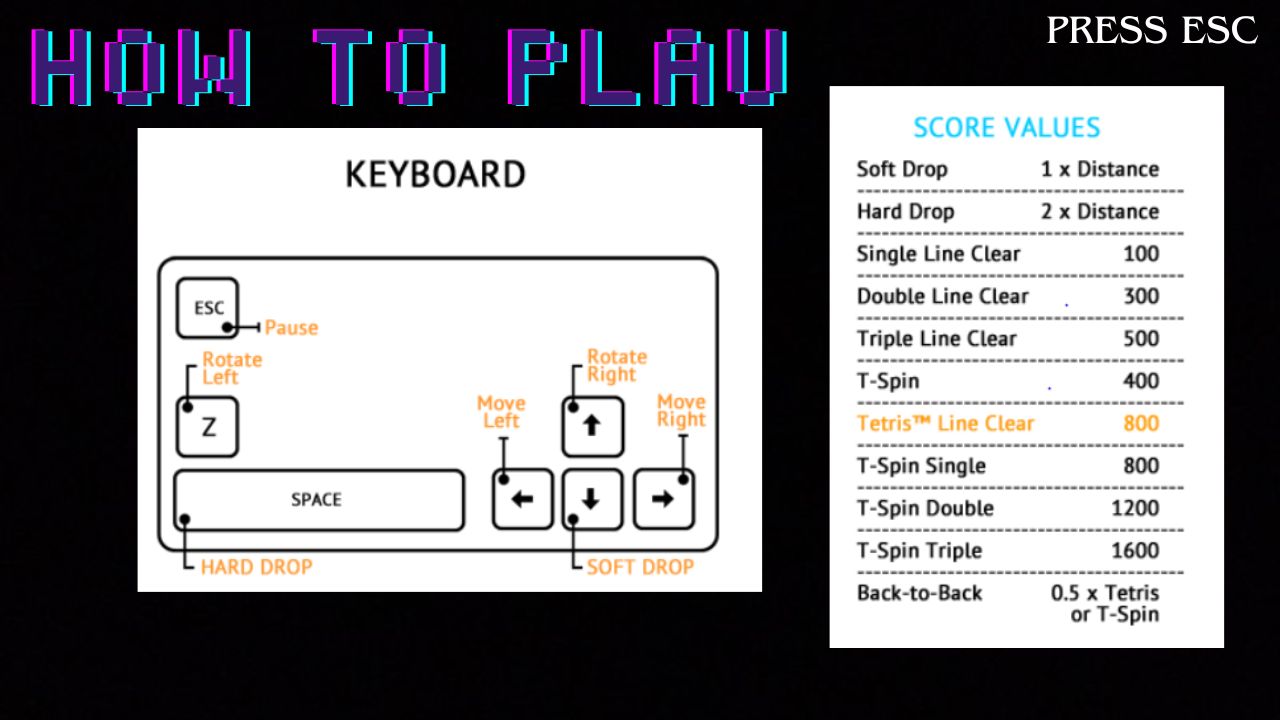 HOW TO PLAY
PRESS ESC
KEYBOARD
ESC
Pause
Rotate
Left
Z
Rotate
Right
Move
Left
Move
Right
SPACE
HARD DROP
SOFT DROP
SCORE VALUES
Soft Drop 1 x Distance
Hard Drop 2 x Distance
Single Line Clear 100
Double Line Clear 300
Triple Line Clear 500
T-Spin 400
Tetris™ Line Clear 800
T-Spin Single 800
T-Spin Double 1200
T-Spin Triple 1600
Back-to-Back 0.5 x Tetris
or T-Spin